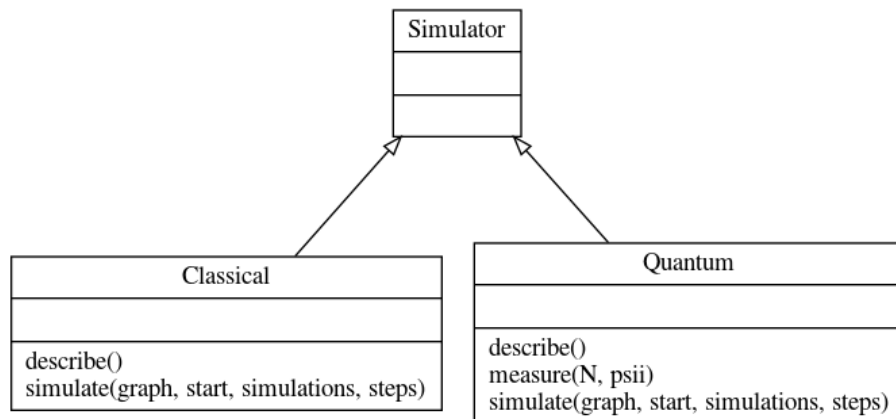 Simulator
Classical
describe()
simulate(graph, start, simulations, steps)
Quantum
describe()
measure(N, psii)
simulate(graph, start, simulations, steps)